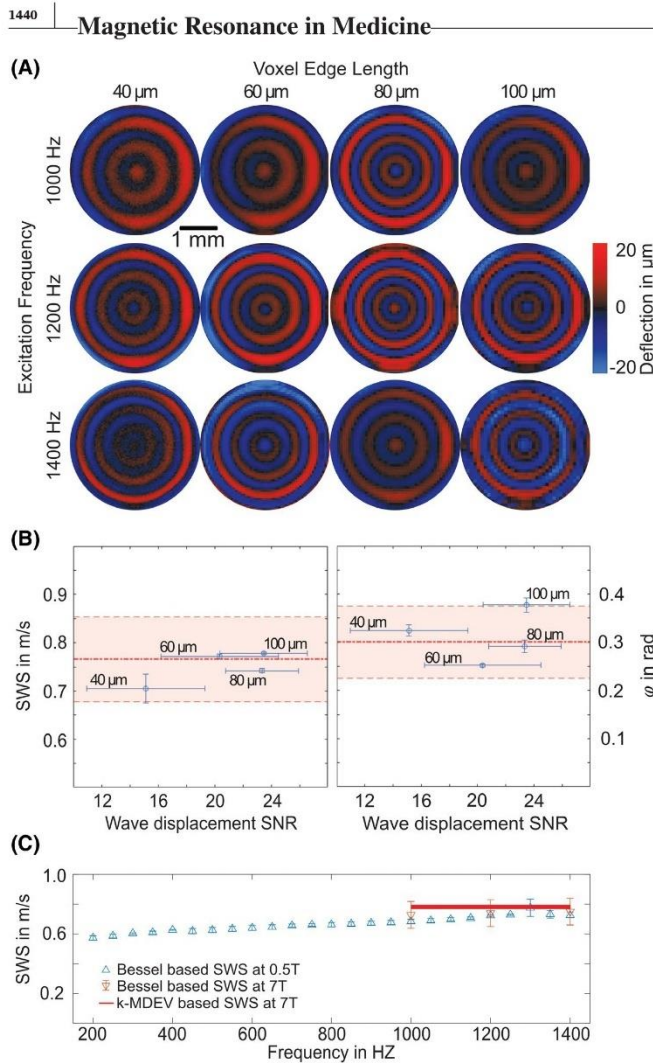 1440
Magnetic Resonance in Medicine
(A)
Voxel Edge Length
40 µm 60 µm 80 µm 100 µm
Excitation Frequency
1000 Hz
1 mm
1200 Hz
1400 Hz
20
0
-20
Deflection in µm
(B)
SWS in m/s
0.9
0.8
0.7
0.6
40 µm
60 µm
100 µm
80 µm
12 16 20 24
Wave displacement SNR
40 µm
100 µm
80 µm
60 µm
0.4
0.3
0.2
0.1
φ in rad
12 16 20 24
Wave displacement SNR
(C)
SWS in m/s
1.0
0.6
0.2
Bessel based SWS at 0.5T
Bessel based SWS at 7T
k-MDEV based SWS at 7T
200 400 600 800 1000 1200 1400
Frequency in HZ